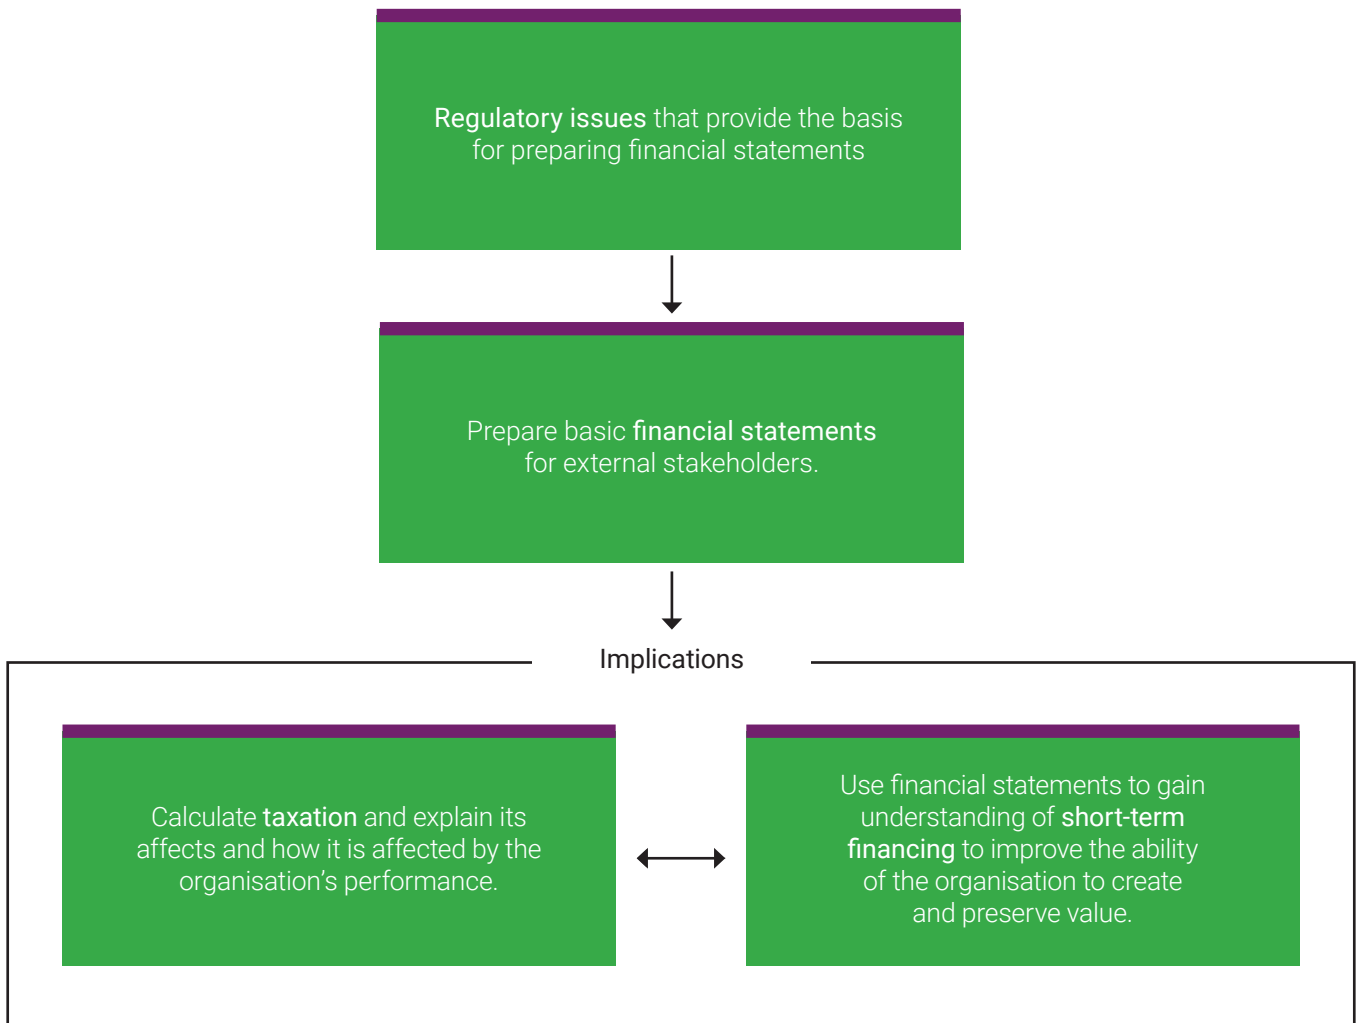 Regulatory issues that provide the basis
for preparing financial statements
Prepare basic financial statements
for external stakeholders.
Implications
Calculate taxation and explain its
affects and how it is affected by the
organisation’s performance.
Use financial statements to gain
understanding of short-term
financing to improve the ability
of the organisation to create
and preserve value.